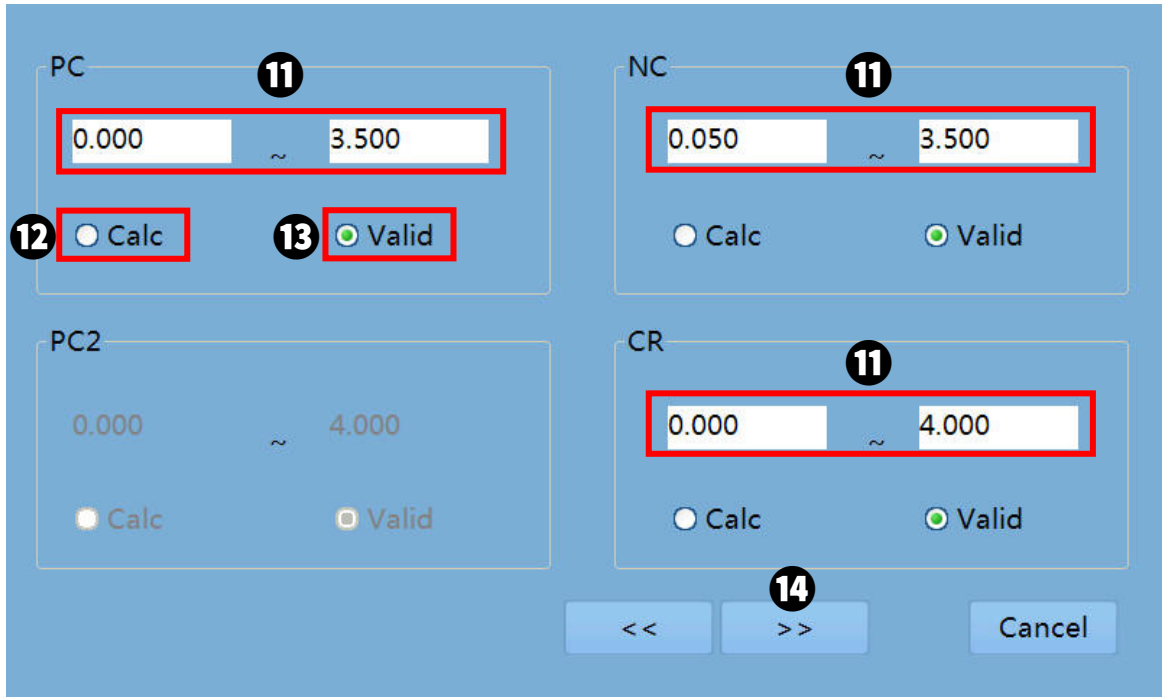 PC
11
0.000 ~ 3.500
12 Calc 13 Valid
NC
11
0.050 ~ 3.500
Calc Valid
PC2
0.000 ~ 4.000
Calc Valid
CR
11
0.000 ~ 4.000
Calc Valid
14
<< >> Cancel